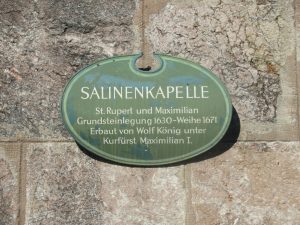 SALINENKAPELLE
St. Rupert und Maximilian
Grundsteinlegung 1630-Weihe 1671
Erbaut von Wolf König unter
Kurfürst Maximilian I.